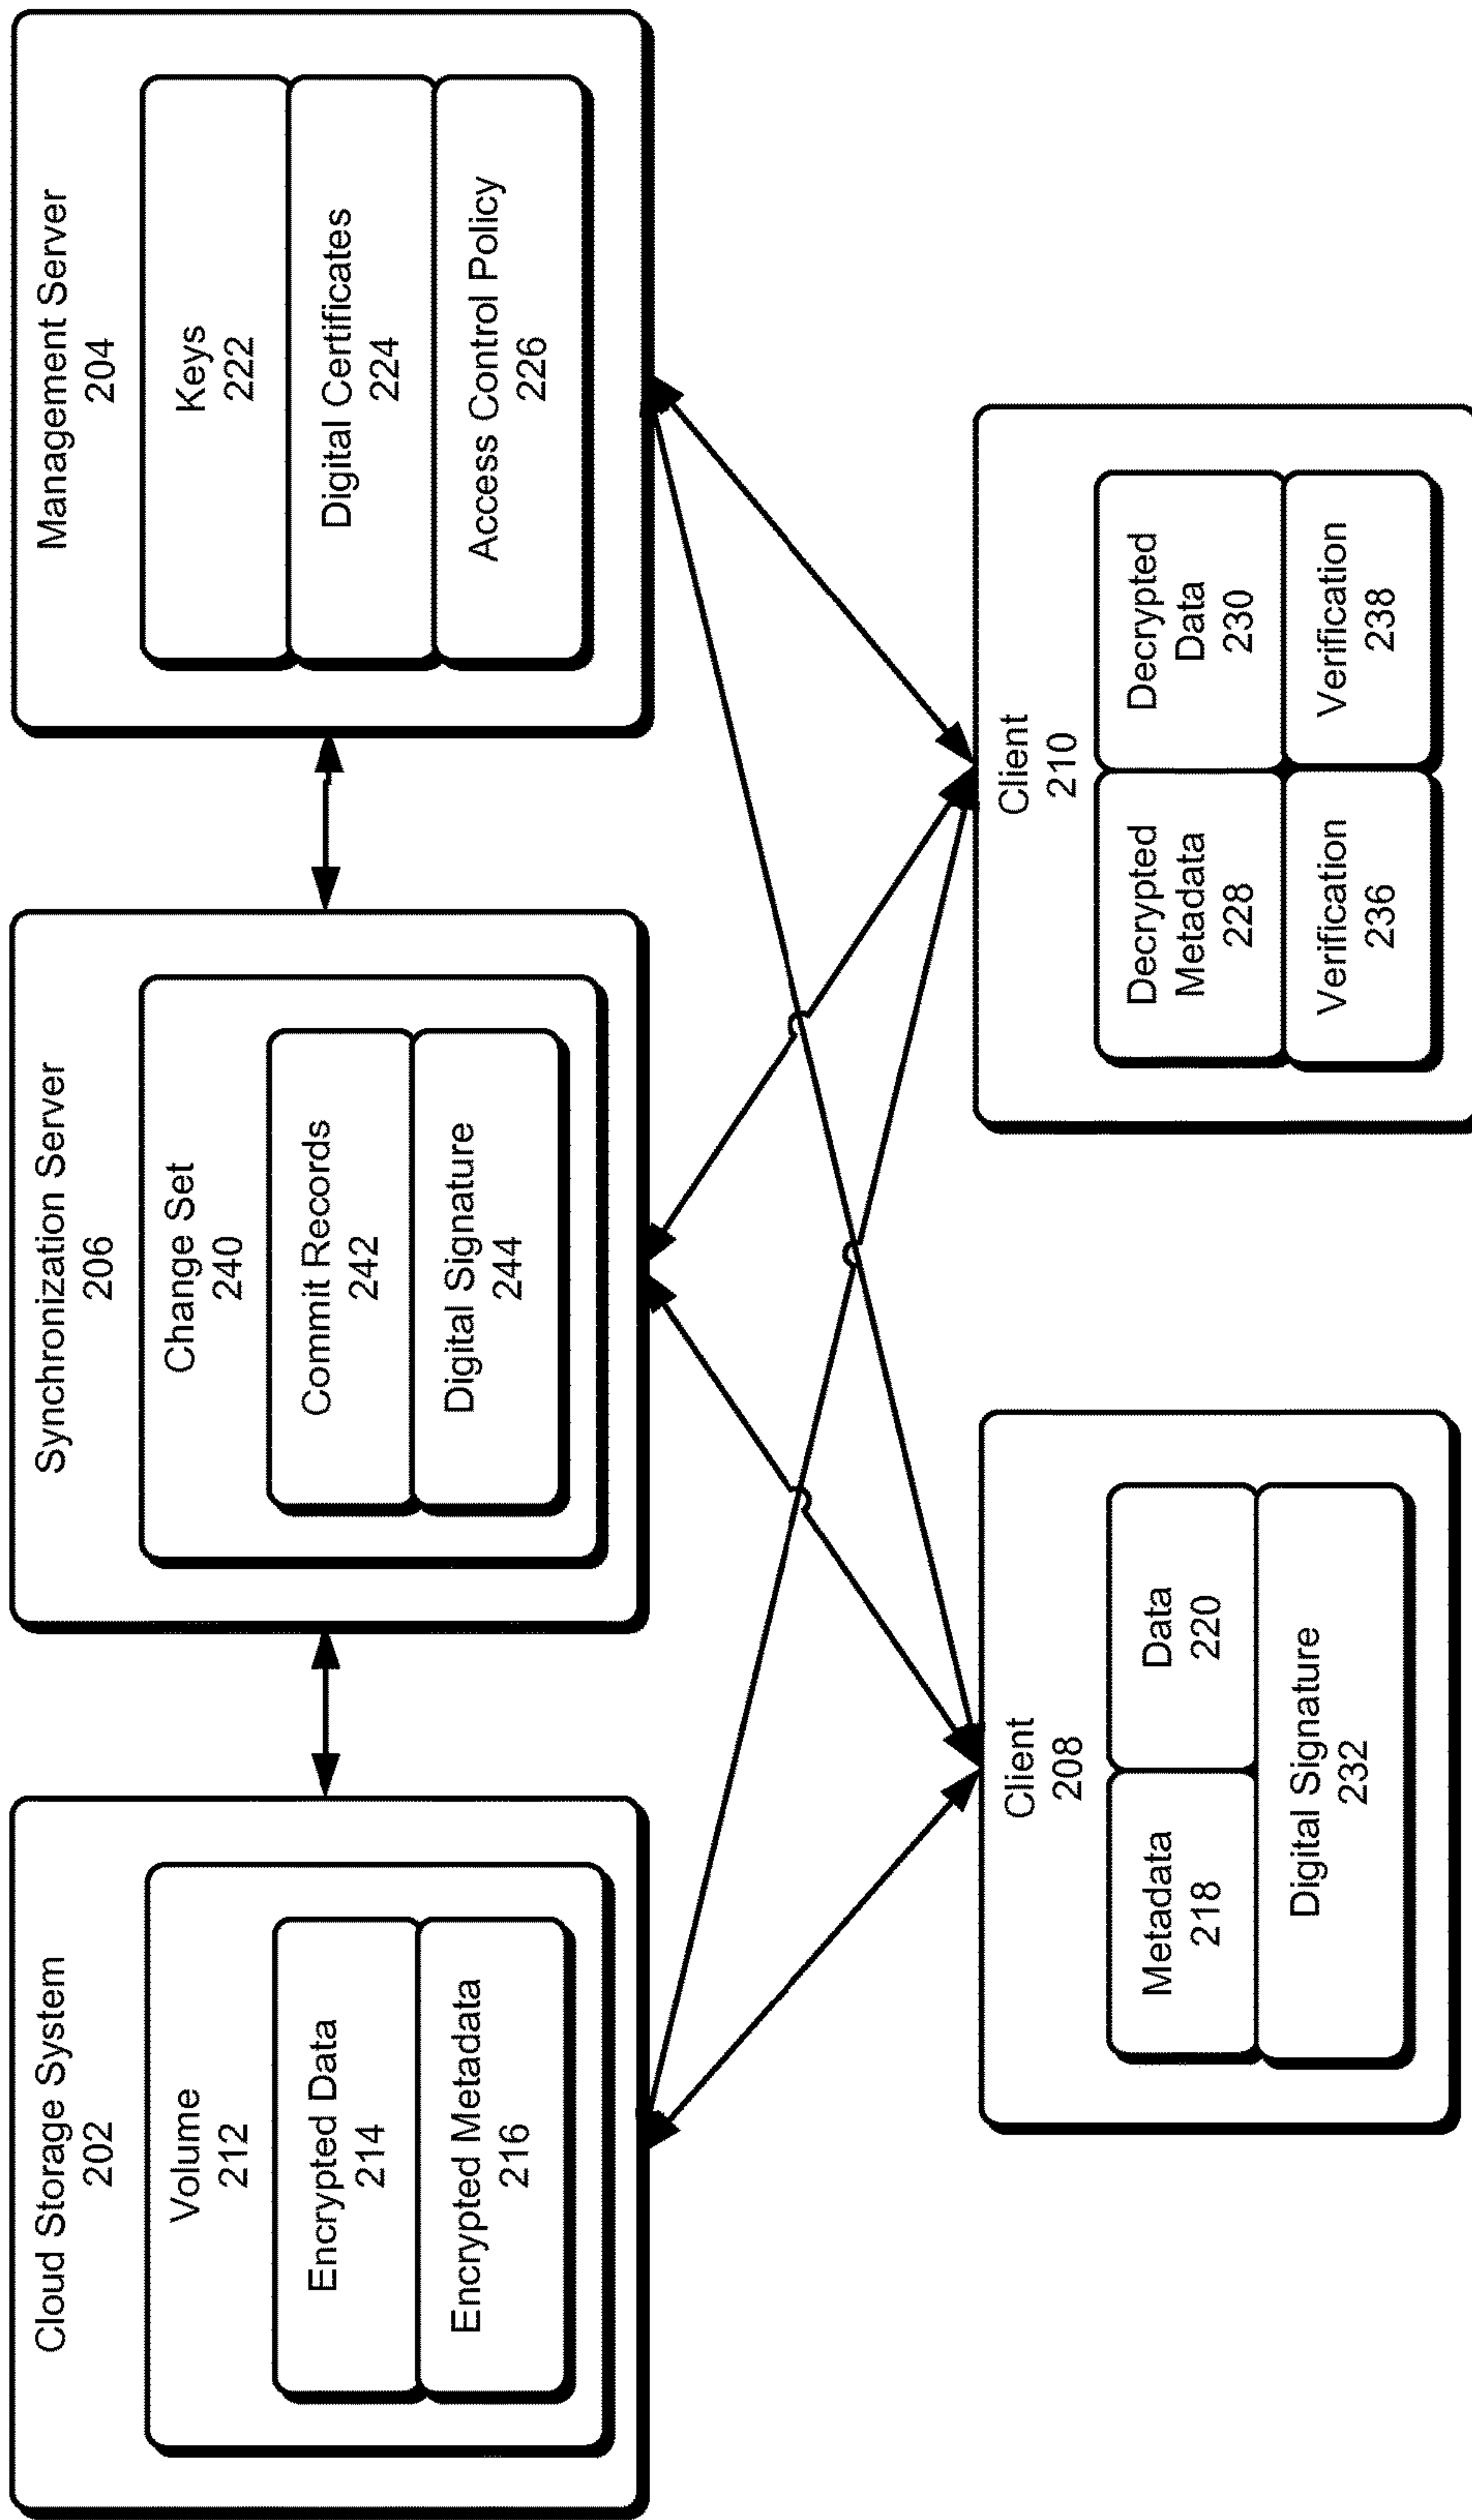 Cloud Storage System
202
Volume
212
Encrypted Data
214
Encrypted Metadata
216
Synchronization Server
206
Change Set
240
Commit Records
242
Digital Signature
244
Management Server
204
Keys
222
Digital Certificates
224
Access Control Policy
226
Client
208
Metadata
218
Data
220
Digital Signature
232
Client
210
Decrypted
Metadata
228
Decrypted
Data
230
Verification
236
Verification
238